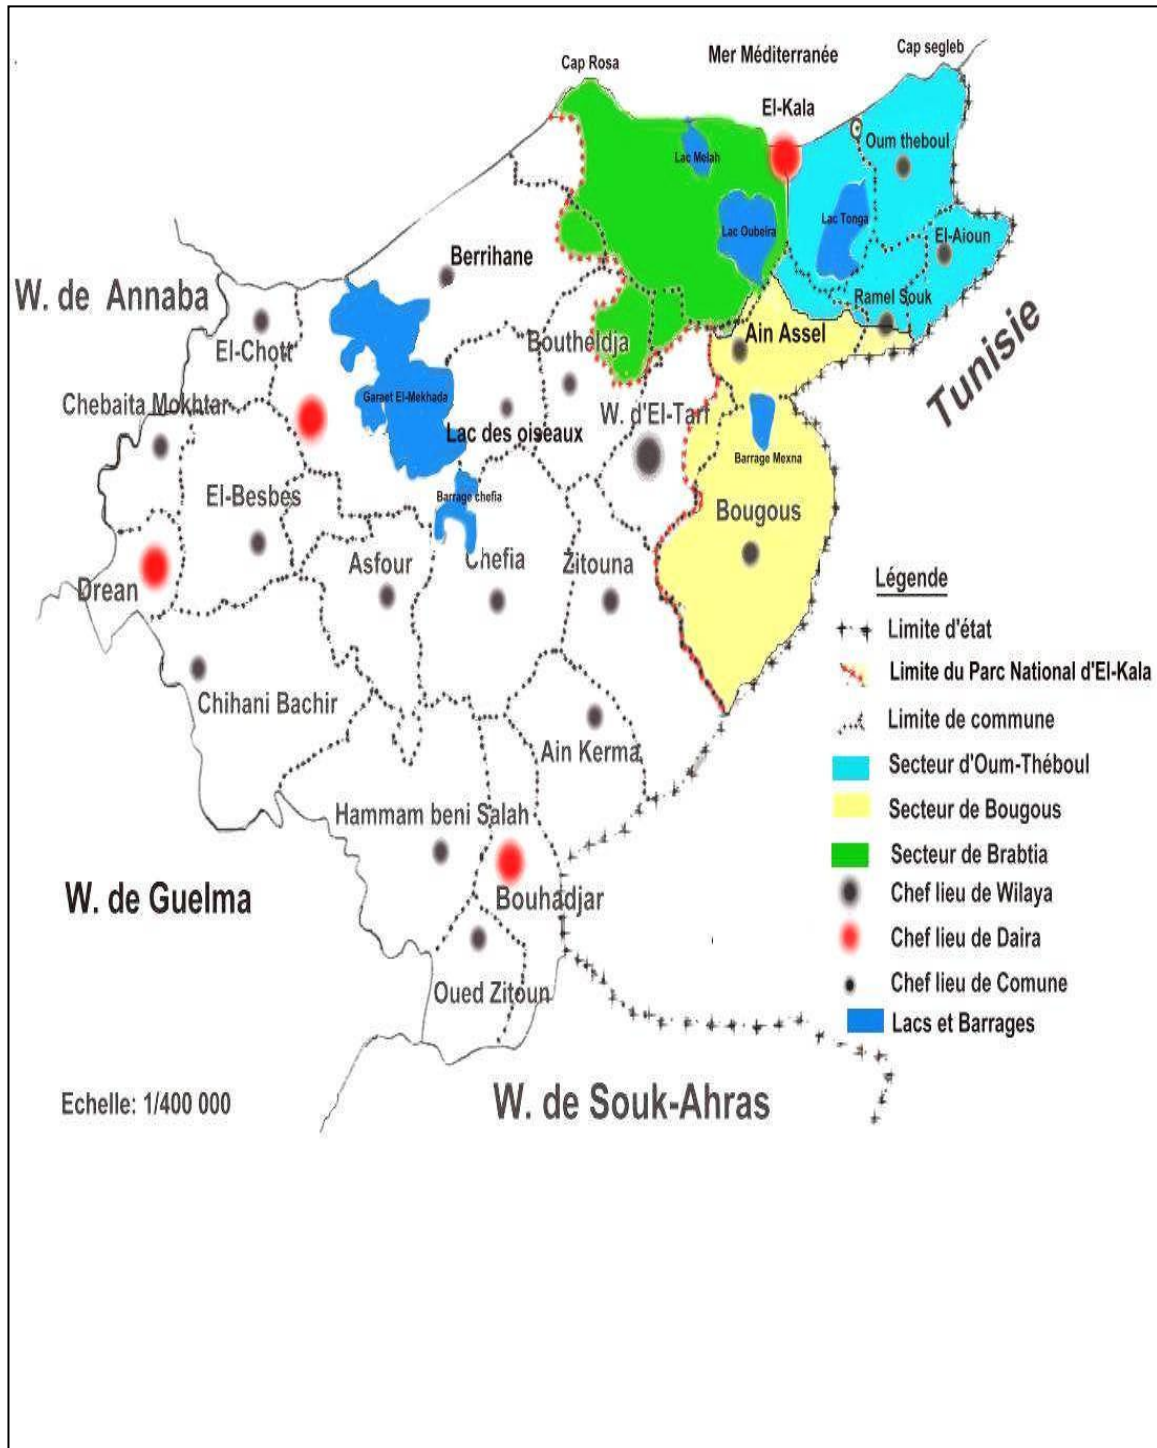 Cap Rosa
Mer Méditerranée
Cap segleb
El-Kala
Oum theboul
Lac Melah
Lac Tonga
Lac Oubeira
El-Aioun
Berrihane
W. de Annaba
Ramel Souk
El-Chott
Boutheldja
Ain Assel
Tunisie
Chebaita Mokhtar
Garaet El-Mekhada
W. d'El-Tarf
Lac des oiseaux
Barrage Mexna
El-Besbes
Barrage chefia
Bougous
Drean
Asfour
Chefia
Zitouna
Légende
Limite d'état
Limite du Parc National d'El-Kala
Limite de commune
Secteur d'Oum-Théboul
Secteur de Bougous
Secteur de Brabtia
Chef lieu de Wilaya
Chef lieu de Daira
Chef lieu de Comune
Lacs et Barrages
Chihani Bachir
Ain Kerma
Hammam beni Salah
W. de Guelma
Bouhadjar
Oued Zitoun
Echelle: 1/400 000
W. de Souk-Ahras